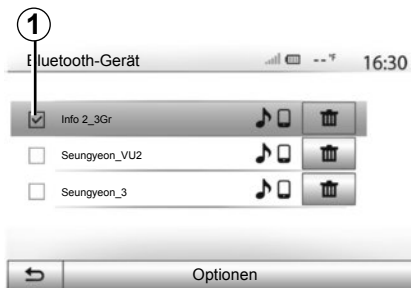 1
Bluetooth-Gerät -- °F 16:30
Info 2_3Gr
Seungyeon_VU2
Seungyeon_3
Optionen